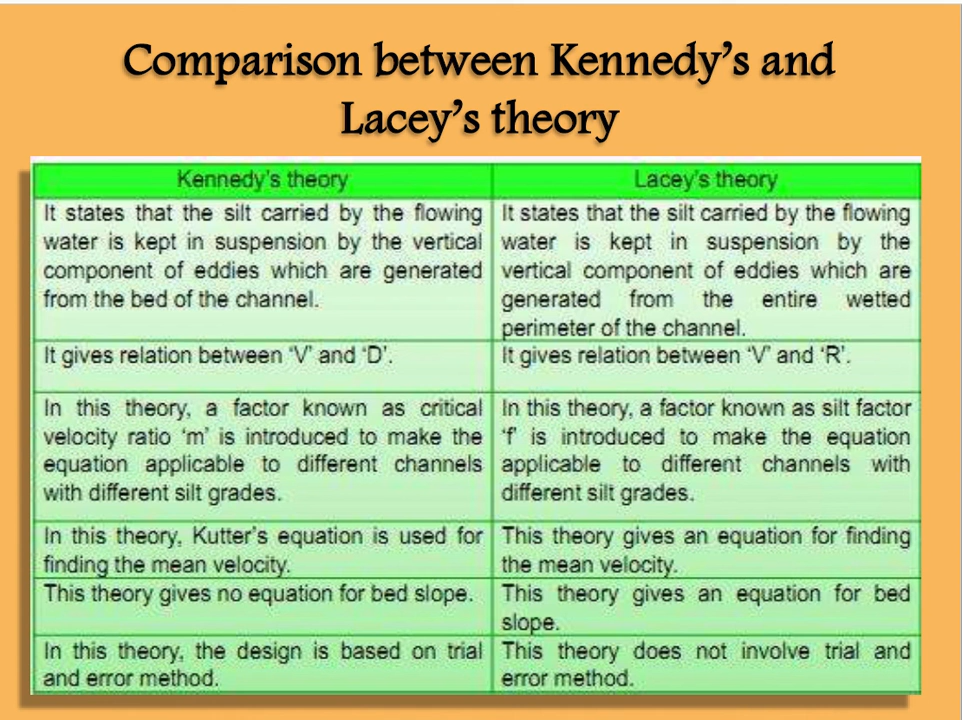 Comparison between Kennedy's and
Lacey's theory
Kennedy's theory
It states that the silt carried by the flowing
water is kept in suspension by the vertical
component of eddies which are generated
from the bed of the channel.
It gives relation between 'V' and 'D'.
In this theory, a factor known as critical
velocity ratio 'm' is introduced to make the
equation applicable to different channels
with different silt grades.
In this theory, Kutter's equation is used for
finding the mean velocity.
This theory gives no equation for bed slope.
In this theory, the design is based on trial
and error method.
Lacey's theory
It states that the silt carried by the flowing
water is kept in suspension by the
vertical component of eddies which are
generated from the entire wetted
perimeter of the channel.
It gives relation between 'V' and 'R'.
In this theory, a factor known as silt factor
'f' is introduced to make the equation
applicable to different channels with
different silt grades.
This theory gives an equation for finding
the mean velocity.
This theory gives an equation for bed
slope.
This theory does not involve trial and
error method.